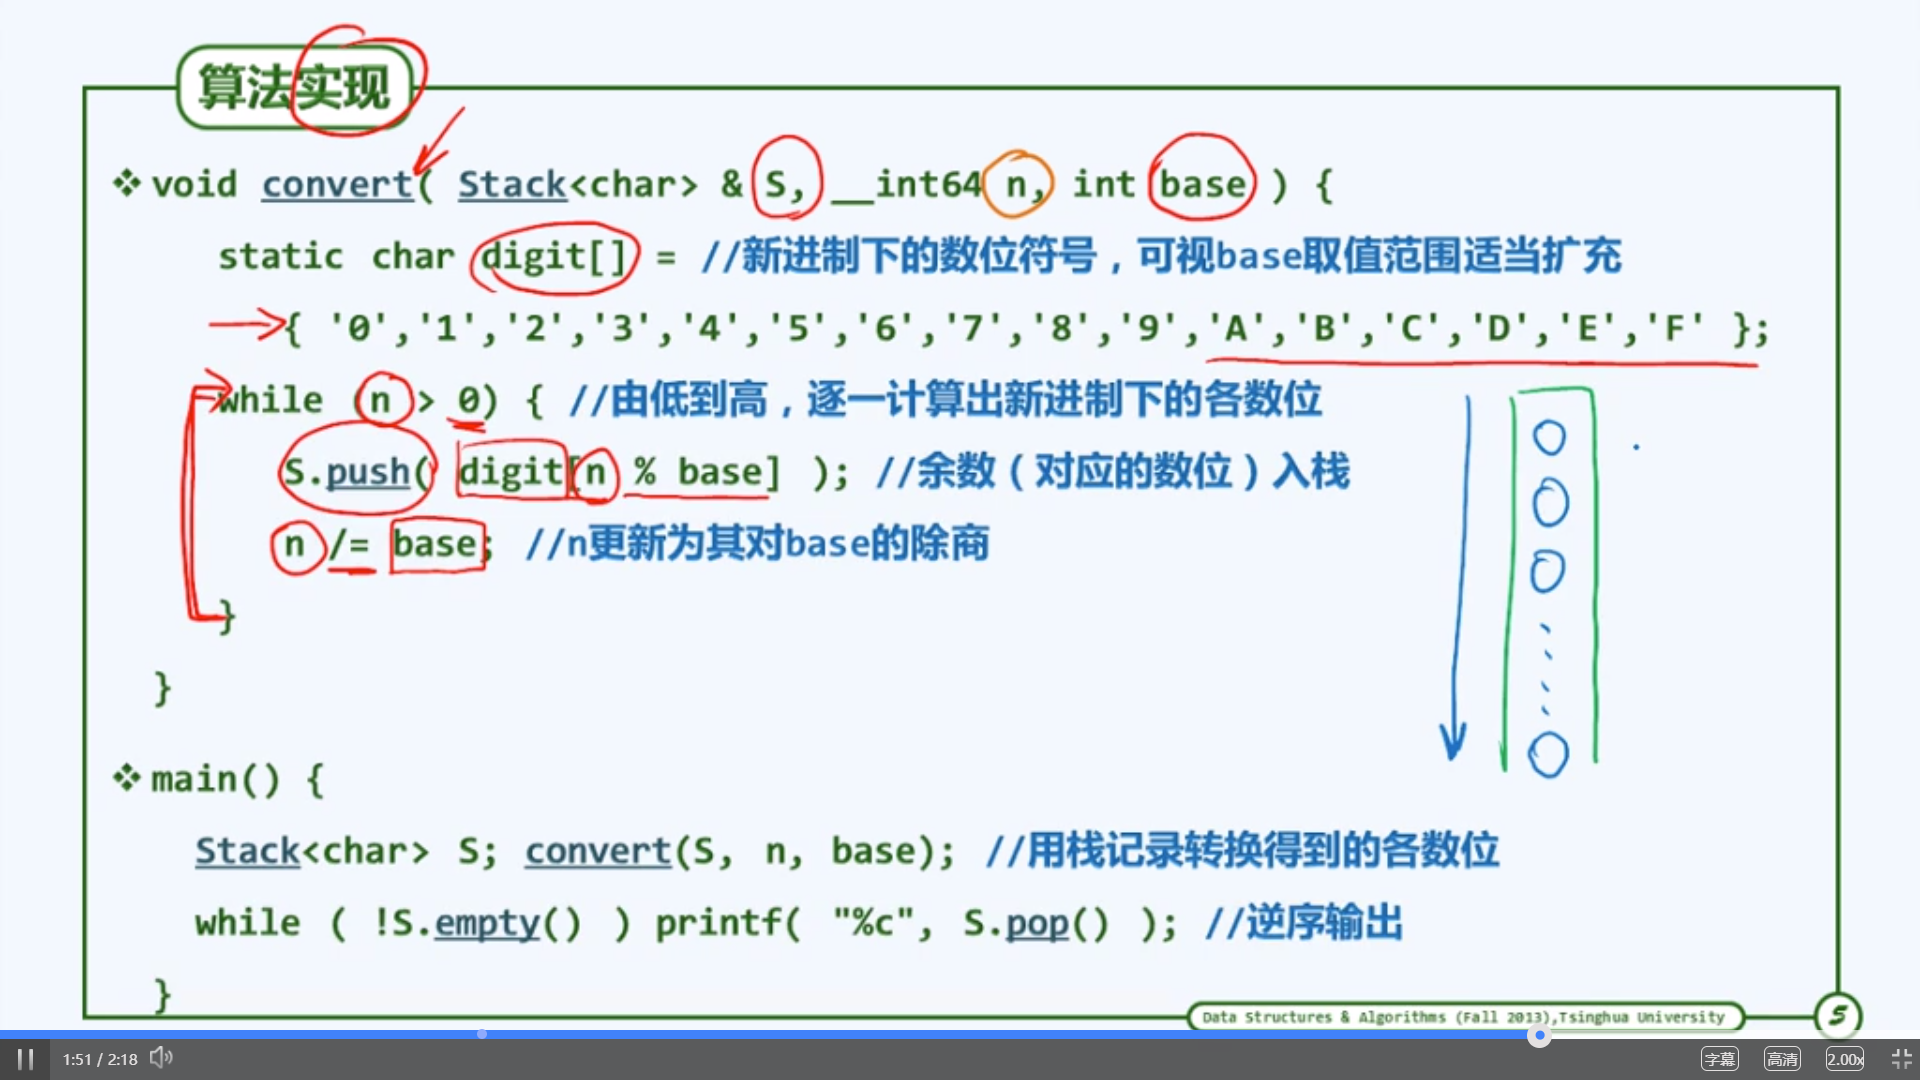 算法实现
❖ void convert( Stack<char> & S, __int64 n, int base ) {
static char digit[] = //新进制下的数位符号，可视base取值范围适当扩充
{ '0','1','2','3','4','5','6','7','8','9','A','B','C','D','E','F' };
while (n > 0) { //由低到高，逐一计算出新进制下的各数位
S.push( digit[n % base] ); //余数（对应的数位）入栈
n /= base; //n更新为其对base的除商
}
}
❖ main() {
Stack<char> S; convert(S, n, base); //用栈记录转换得到的各数位
while ( !S.empty() ) printf( "%c", S.pop() ); //逆序输出
}
Data Structures & Algorithms (Fall 2013),Tsinghua University
5
1:51 / 2:18
字幕 高清 2.00x